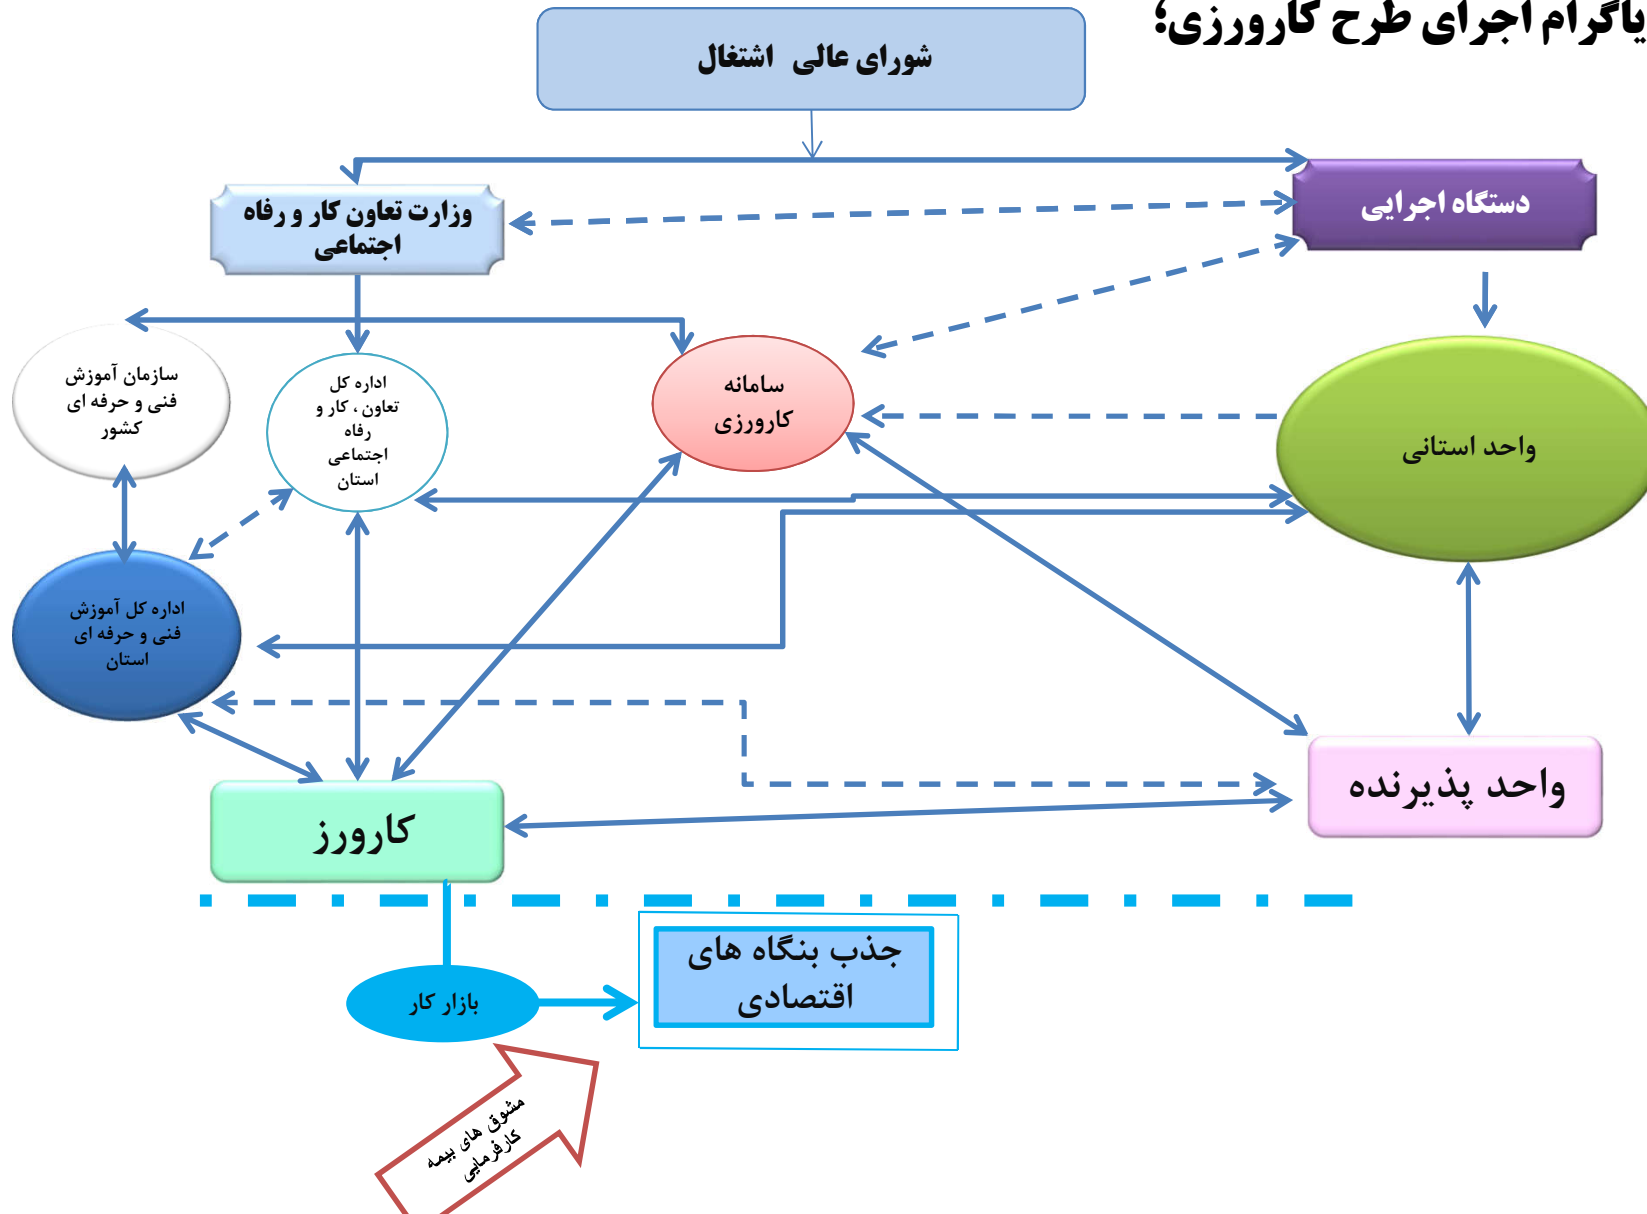 یاگرام اجرای طرح کارورزی؛
شورای عالی اشتغال
دستگاه اجرایی
وزارت تعاون کار و رفاه
اجتماعی
سازمان آموزش
فنی و حرفه ای
کشور
اداره کل
تعاون ، کار و
رفاه
اجتماعی
استان
سامانه
کارورزی
واحد استانی
اداره کل آموزش
فنی و حرفه ای
استان
واحد پذیرنده
کارورز
جذب بنگاه های
اقتصادی
بازار کار
مشوق های بیمه
کارفرمایی